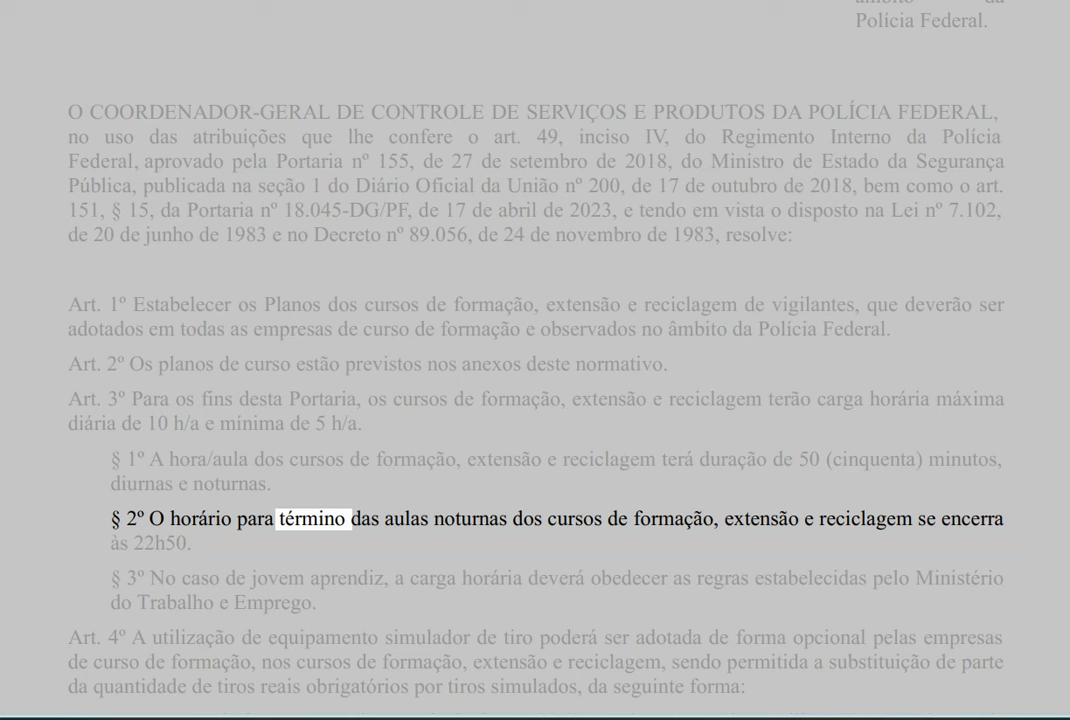 Polícia Federal.
O COORDENADOR-GERAL DE CONTROLE DE SERVIÇOS E PRODUTOS DA POLÍCIA FEDERAL,
no uso das atribuições que lhe confere o art. 49, inciso IV, do Regimento Interno da Polícia
Federal, aprovado pela Portaria nº 155, de 27 de setembro de 2018, do Ministro de Estado da Segurança
Pública, publicada na seção 1 do Diário Oficial da União nº 200, de 17 de outubro de 2018, bem como o art.
151, § 15, da Portaria nº 18.045-DG/PF, de 17 de abril de 2023, e tendo em vista o disposto na Lei nº 7.102,
de 20 de junho de 1983 e no Decreto nº 89.056, de 24 de novembro de 1983, resolve:
Art. 1º Estabelecer os Planos dos cursos de formação, extensão e reciclagem de vigilantes, que deverão ser
adotados em todas as empresas de curso de formação e observados no âmbito da Polícia Federal.
Art. 2º Os planos de curso estão previstos nos anexos deste normativo.
Art. 3º Para os fins desta Portaria, os cursos de formação, extensão e reciclagem terão carga horária máxima
diária de 10 h/a e mínima de 5 h/a.
§ 1º A hora/aula dos cursos de formação, extensão e reciclagem terá duração de 50 (cinquenta) minutos,
diurnas e noturnas.
§ 2º O horário para término das aulas noturnas dos cursos de formação, extensão e reciclagem se encerra
às 22h50.
§ 3º No caso de jovem aprendiz, a carga horária deverá obedecer as regras estabelecidas pelo Ministério
do Trabalho e Emprego.
Art. 4º A utilização de equipamento simulador de tiro poderá ser adotada de forma opcional pelas empresas
de curso de formação, nos cursos de formação, extensão e reciclagem, sendo permitida a substituição de parte
da quantidade de tiros reais obrigatórios por tiros simulados, da seguinte forma: